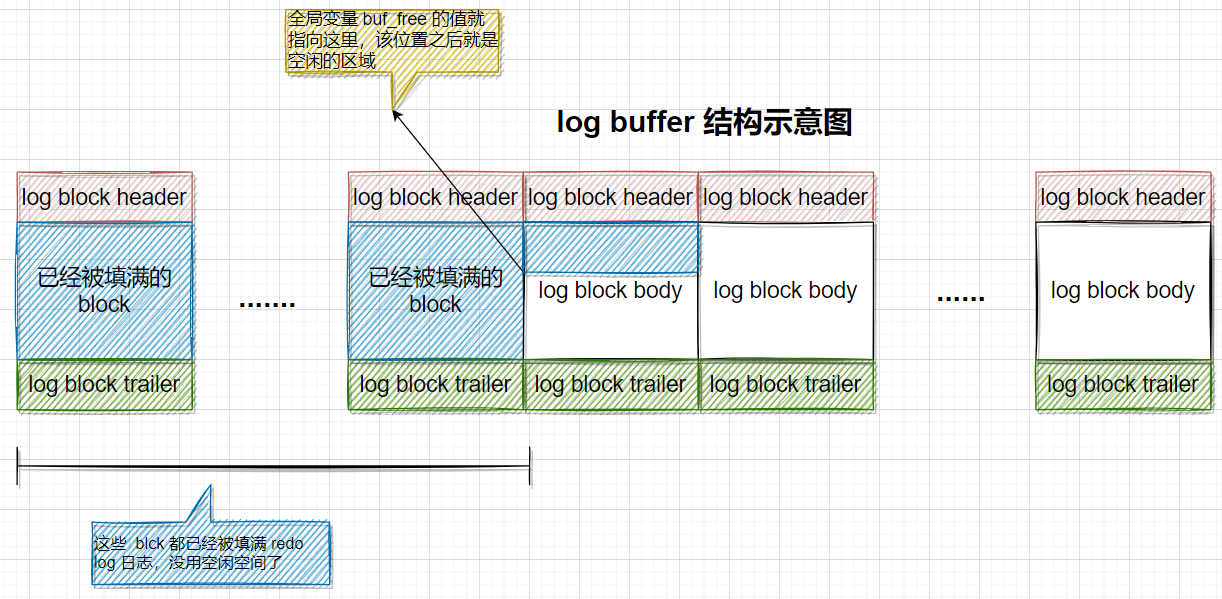 全局变量 buf_free 的值就
指向这里，该位置之后就是
空闲的区域
log buffer 结构示意图
log block header
log block header
log block header
log block header
log block header
已经被填满的
block
.......
已经被填满的
block
log block body
log block body
......
log block body
log block trailer
log block trailer
log block trailer
log block trailer
log block trailer
这些 blck 都已经被填满 redo
log 日志，没用空闲空间了